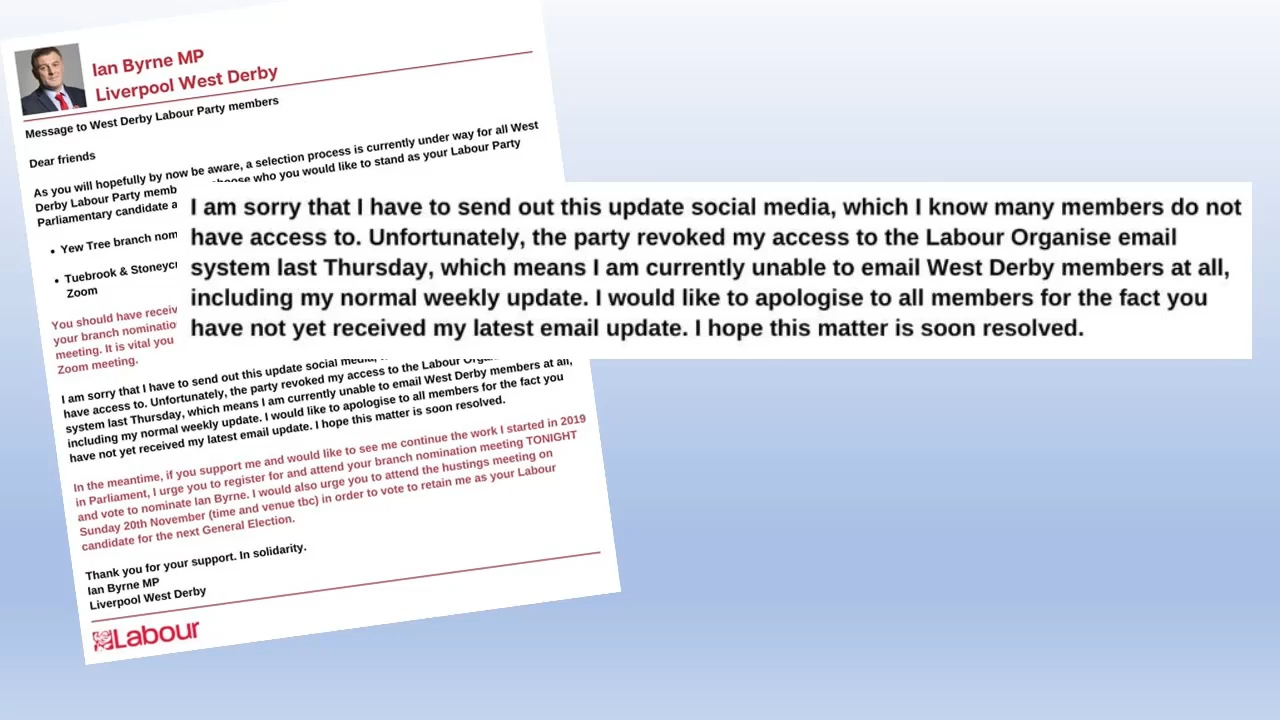 Ian Byrne MP
Liverpool West Derby
Message to West Derby Labour Party members
Dear friends
As you will hopefully by now be aware, a selection process is currently under way for all West
Derby Labour Party memb who you would like to stand as your Labour Party
Parliamentary candidate a
• Yew Tree branch nom
• Tuebrook & Stoneycr
Zoom
You should have receiv
your branch nominatio
meeting. It is vital you
Zoom meeting.
I am sorry that I have to send out this update social media, which I know many members do not
have access to. Unfortunately, the party revoked my access to the Labour Organise email
system last Thursday, which means I am currently unable to email West Derby members at all,
including my normal weekly update. I would like to apologise to all members for the fact you
have not yet received my latest email update. I hope this matter is soon resolved.
I am sorry that I have to send out this update social media,
have access to. Unfortunately, the party revoked my access to the Labour
system last Thursday, which means I am currently unable to email West Derby members at all,
including my normal weekly update. I would like to apologise to all members for the fact you
have not yet received my latest email update. I hope this matter is soon resolved.
In the meantime, if you support me and would like to see me continue the work I started in 2019
in Parliament, I urge you to register for and attend your branch nomination meeting TONIGHT
and vote to nominate Ian Byrne. I would also urge you to attend the hustings meeting on
Sunday 20th November (time and venue tbc) in order to vote to retain me as your Labour
candidate for the next General Election.
Thank you for your support. In solidarity.
Ian Byrne MP
Liverpool West Derby
Labour